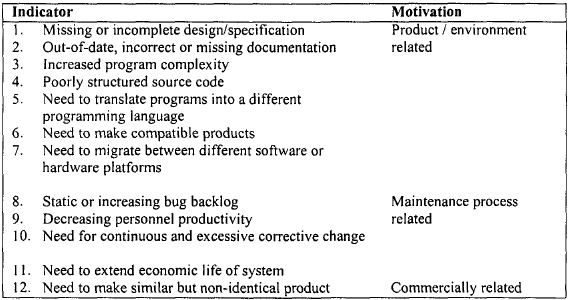 Indicator Motivation
1. Missing or incomplete design/specification Product / environment
2. Out-of-date, incorrect or missing documentation related
3. Increased program complexity
4. Poorly structured source code
5. Need to translate programs into a different
programming language
6. Need to make compatible products
7. Need to migrate between different software or
hardware platforms
8. Static or increasing bug backlog Maintenance process
9. Decreasing personnel productivity related
10. Need for continuous and excessive corrective change
11. Need to extend economic life of system
12. Need to make similar but non-identical product Commercially related